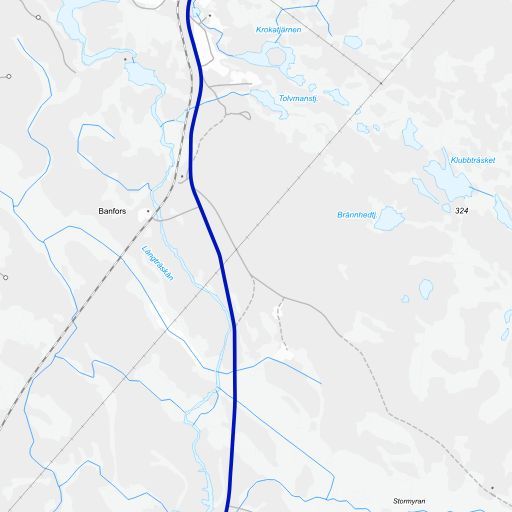 Krokatjärnen
Tolvmanstj.
Klubbträsket
Banfors
Brännhedtj.
324
Långträskån
Stormyran